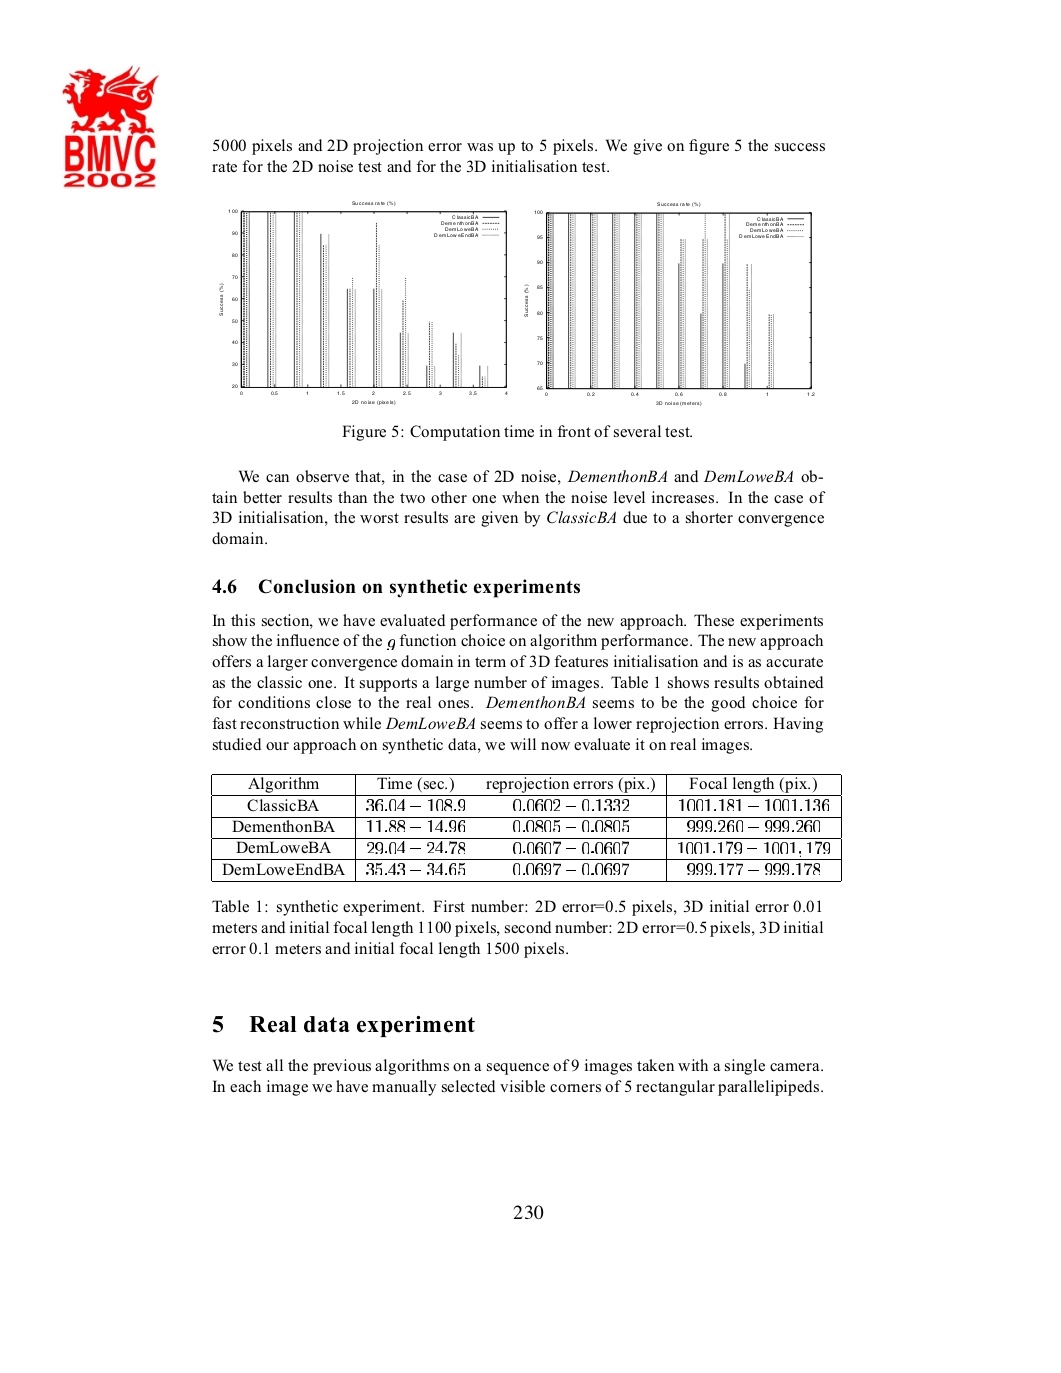 BMVC
2002
5000 pixels and 2D projection error was up to 5 pixels. We give on figure 5 the success
rate for the 2D noise test and for the 3D initialisation test.
Success rate (%)
ClassicBA
DementhonBA
DemLoweBA
DemLoweEndBA
Success (%)
100
90
80
70
60
50
40
30
20
0 0.5 1 1.5 2 2.5 3 3.5 4
2D noise (pixels)
Success rate (%)
ClassicBA
DementhonBA
DemLoweBA
DemLoweEndBA
Success (%)
100
95
90
85
80
75
70
65
0 0.2 0.4 0.6 0.8 1 1.2
3D noise (meters)
Figure 5: Computation time in front of several test.
We can observe that, in the case of 2D noise, DementhonBA and DemLoweBA ob-
tain better results than the two other one when the noise level increases. In the case of
3D initialisation, the worst results are given by ClassicBA due to a shorter convergence
domain.
4.6 Conclusion on synthetic experiments
In this section, we have evaluated performance of the new approach. These experiments
show the influence of the g function choice on algorithm performance. The new approach
offers a larger convergence domain in term of 3D features initialisation and is as accurate
as the classic one. It supports a large number of images. Table 1 shows results obtained
for conditions close to the real ones. DementhonBA seems to be the good choice for
fast reconstruction while DemLoweBA seems to offer a lower reprojection errors. Having
studied our approach on synthetic data, we will now evaluate it on real images.
Algorithm Time (sec.) reprojection errors (pix.) Focal length (pix.)
ClassicBA 36.04 − 108.9 0.0602 − 0.1332 1001.181 − 1001.136
DementhonBA 11.88 − 14.96 0.0805 − 0.0805 999.260 − 999.260
DemLoweBA 29.04 − 24.78 0.0607 − 0.0607 1001.179 − 1001, 179
DemLoweEndBA 35.43 − 34.65 0.0697 − 0.0697 999.177 − 999.178
Table 1: synthetic experiment. First number: 2D error=0.5 pixels, 3D initial error 0.01
meters and initial focal length 1100 pixels, second number: 2D error=0.5 pixels, 3D initial
error 0.1 meters and initial focal length 1500 pixels.
5 Real data experiment
We test all the previous algorithms on a sequence of 9 images taken with a single camera.
In each image we have manually selected visible corners of 5 rectangular parallelipipeds.
230